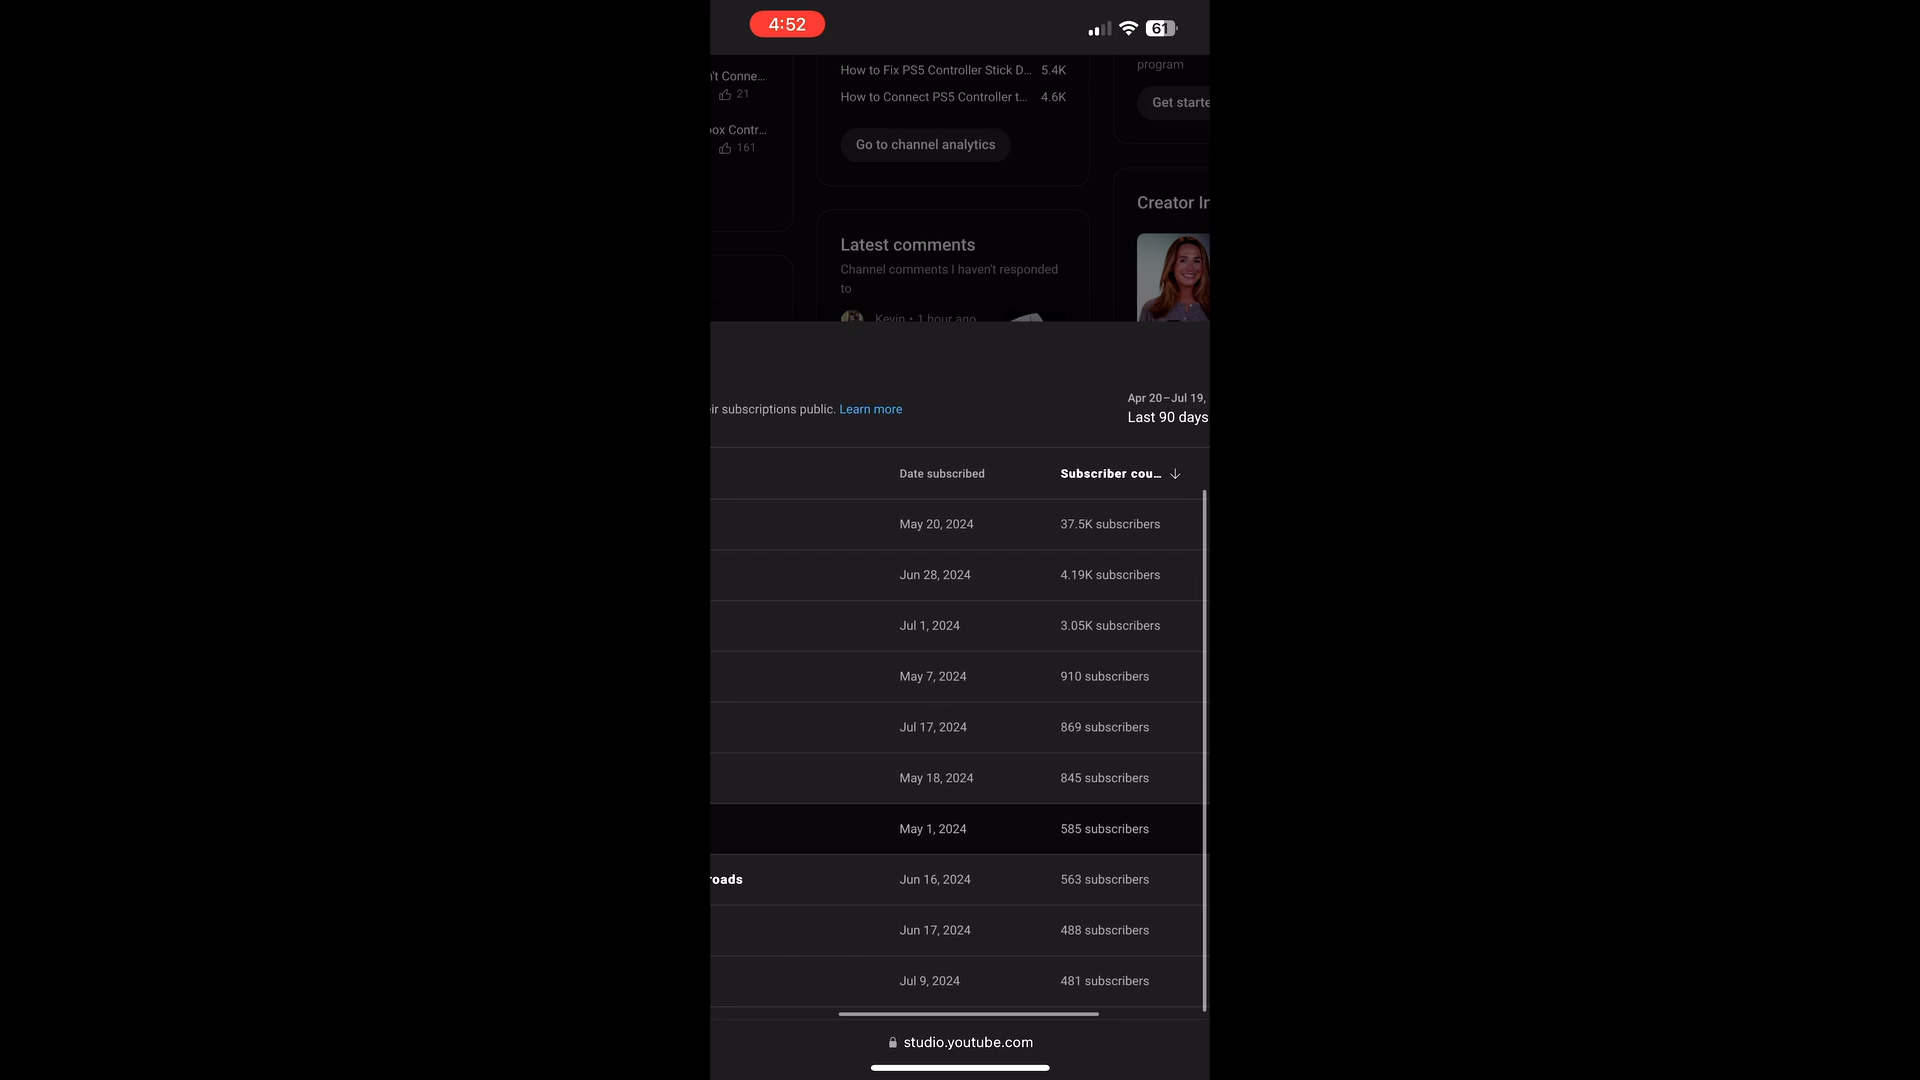 4:52
61
't Conne...
21
ox Contr...
161
How to Fix PS5 Controller Stick D... 5.4K
How to Connect PS5 Controller t... 4.6K
Go to channel analytics
program
Get starte
Latest comments
Channel comments I haven't responded
to
Kevin • 1 hour ago
Creator In
ir subscriptions public. Learn more
Apr 20–Jul 19,
Last 90 days
Date subscribed Subscriber cou...
May 20, 2024 37.5K subscribers
Jun 28, 2024 4.19K subscribers
Jul 1, 2024 3.05K subscribers
May 7, 2024 910 subscribers
Jul 17, 2024 869 subscribers
May 18, 2024 845 subscribers
May 1, 2024 585 subscribers
roads Jun 16, 2024 563 subscribers
Jun 17, 2024 488 subscribers
Jul 9, 2024 481 subscribers
studio.youtube.com